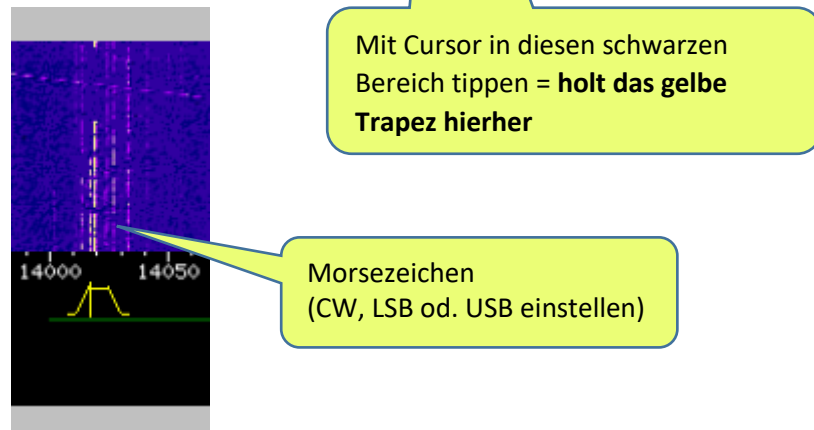 Mit Cursor in diesen schwarzen
Bereich tippen = holt das gelbe
Trapez hierher
14000 14050
Morsezeichen
(CW, LSB od. USB einstellen)